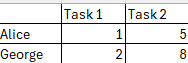 Task 1 Task 2
Alice 1 5
George 2 8